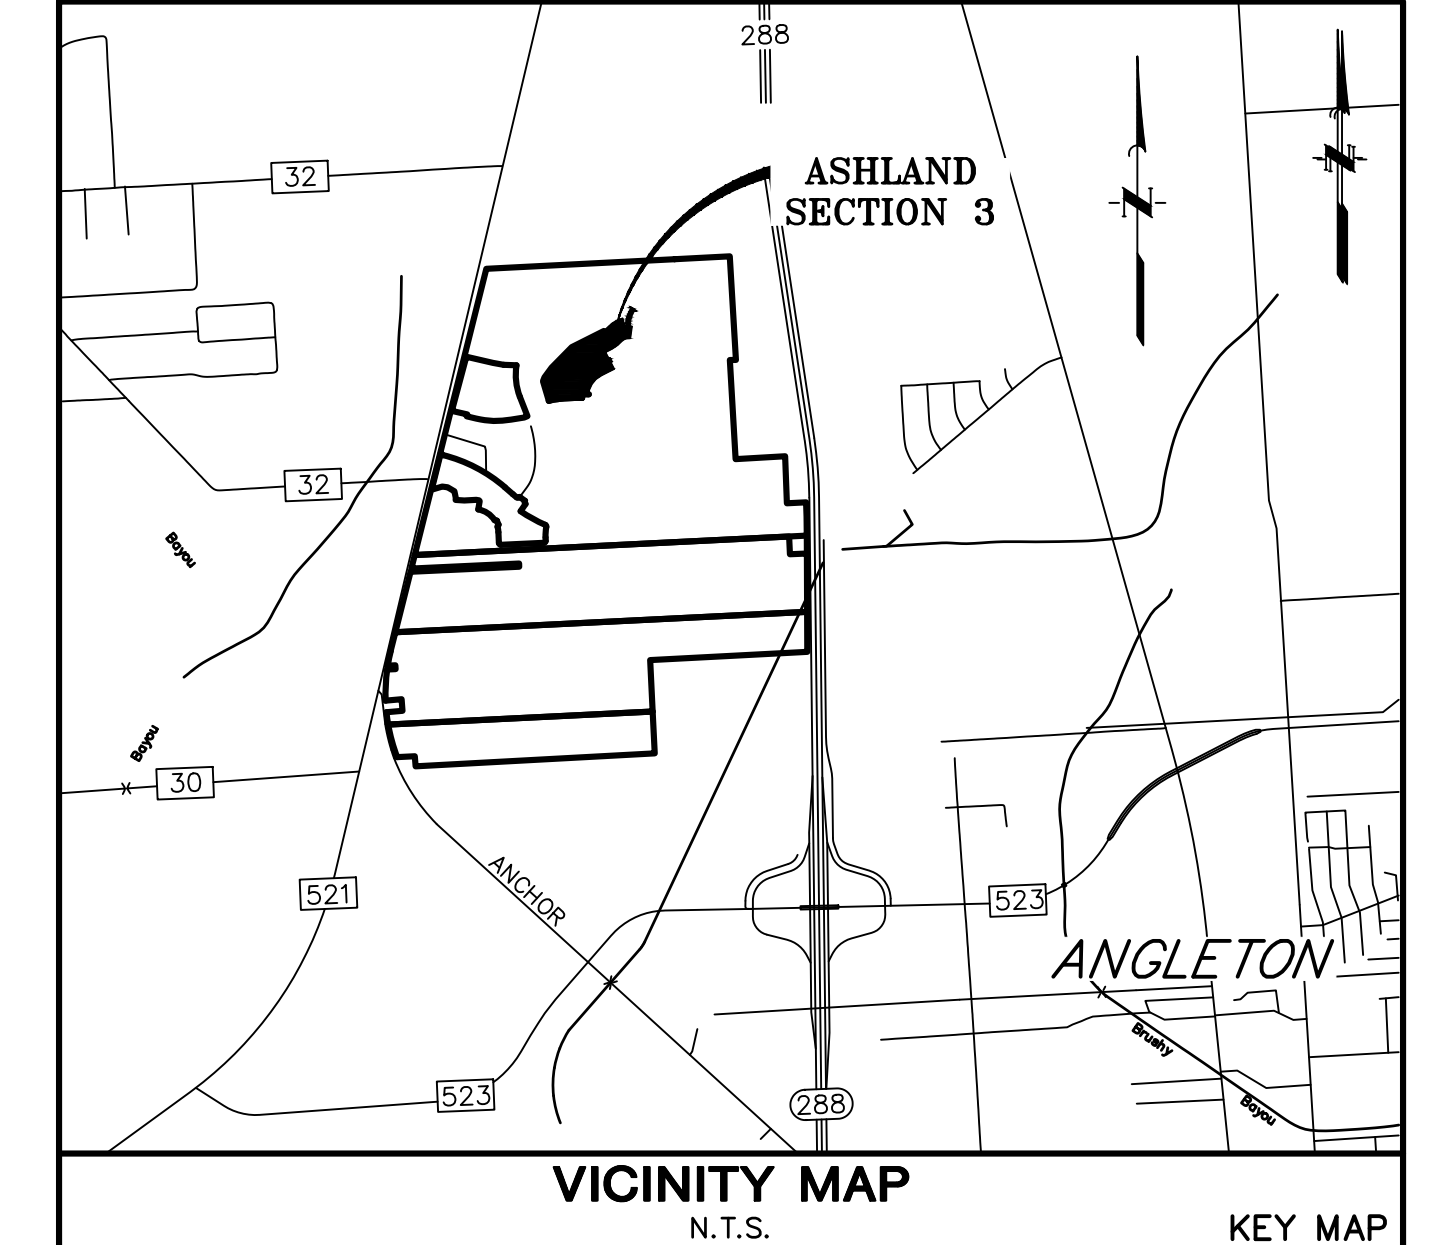 288
ASHLAND
SECTION 3
32
32
Bayou
Bayou
30
521
ANCHOR
523
ANGLETON
Brushy
Bayou
523
288
VICINITY MAP
N.T.S.
KEY MAP